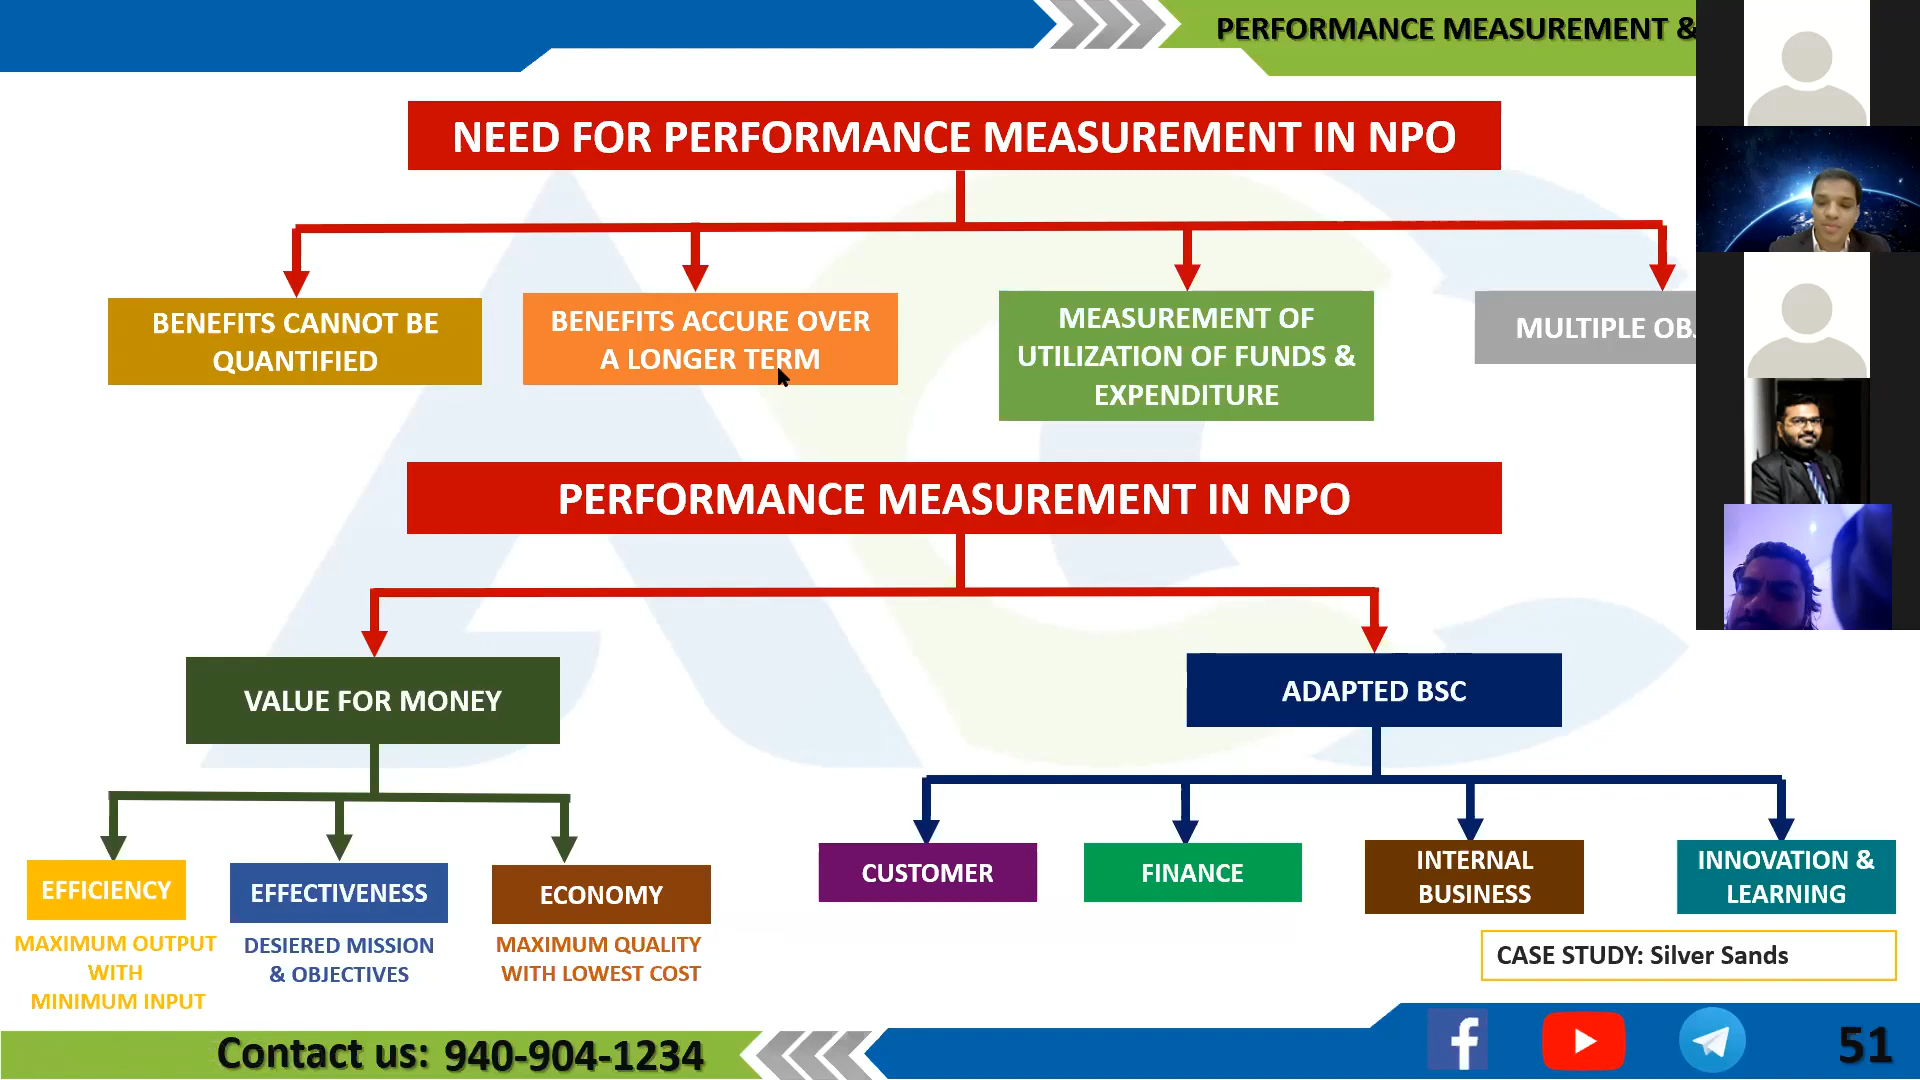 PERFORMANCE MEASUREMENT &
NEED FOR PERFORMANCE MEASUREMENT IN NPO
BENEFITS CANNOT BE
QUANTIFIED
BENEFITS ACCURE OVER
A LONGER TERM
MEASUREMENT OF
UTILIZATION OF FUNDS &
EXPENDITURE
MULTIPLE
PERFORMANCE MEASUREMENT IN NPO
VALUE FOR MONEY
ADAPTED BSC
EFFICIENCY
MAXIMUM OUTPUT
WITH
MINIMUM INPUT
EFFECTIVENESS
DESIERED MISSION
& OBJECTIVES
ECONOMY
MAXIMUM QUALITY
WITH LOWEST COST
CUSTOMER
FINANCE
INTERNAL
BUSINESS
INNOVATION &
LEARNING
CASE STUDY: Silver Sands
Contact us: 940-904-1234
51